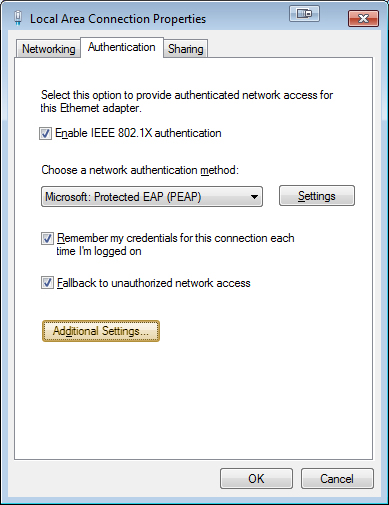 Local Area Connection Properties
Networking
Authentication
Sharing
Select this option to provide authenticated network access for
this Ethernet adapter.
Enable IEEE 802.1X authentication
Choose a network authentication method:
Microsoft: Protected EAP (PEAP)
Settings
Remember my credentials for this connection each
time I'm logged on
Fallback to unauthorized network access
Additional Settings...
OK
Cancel